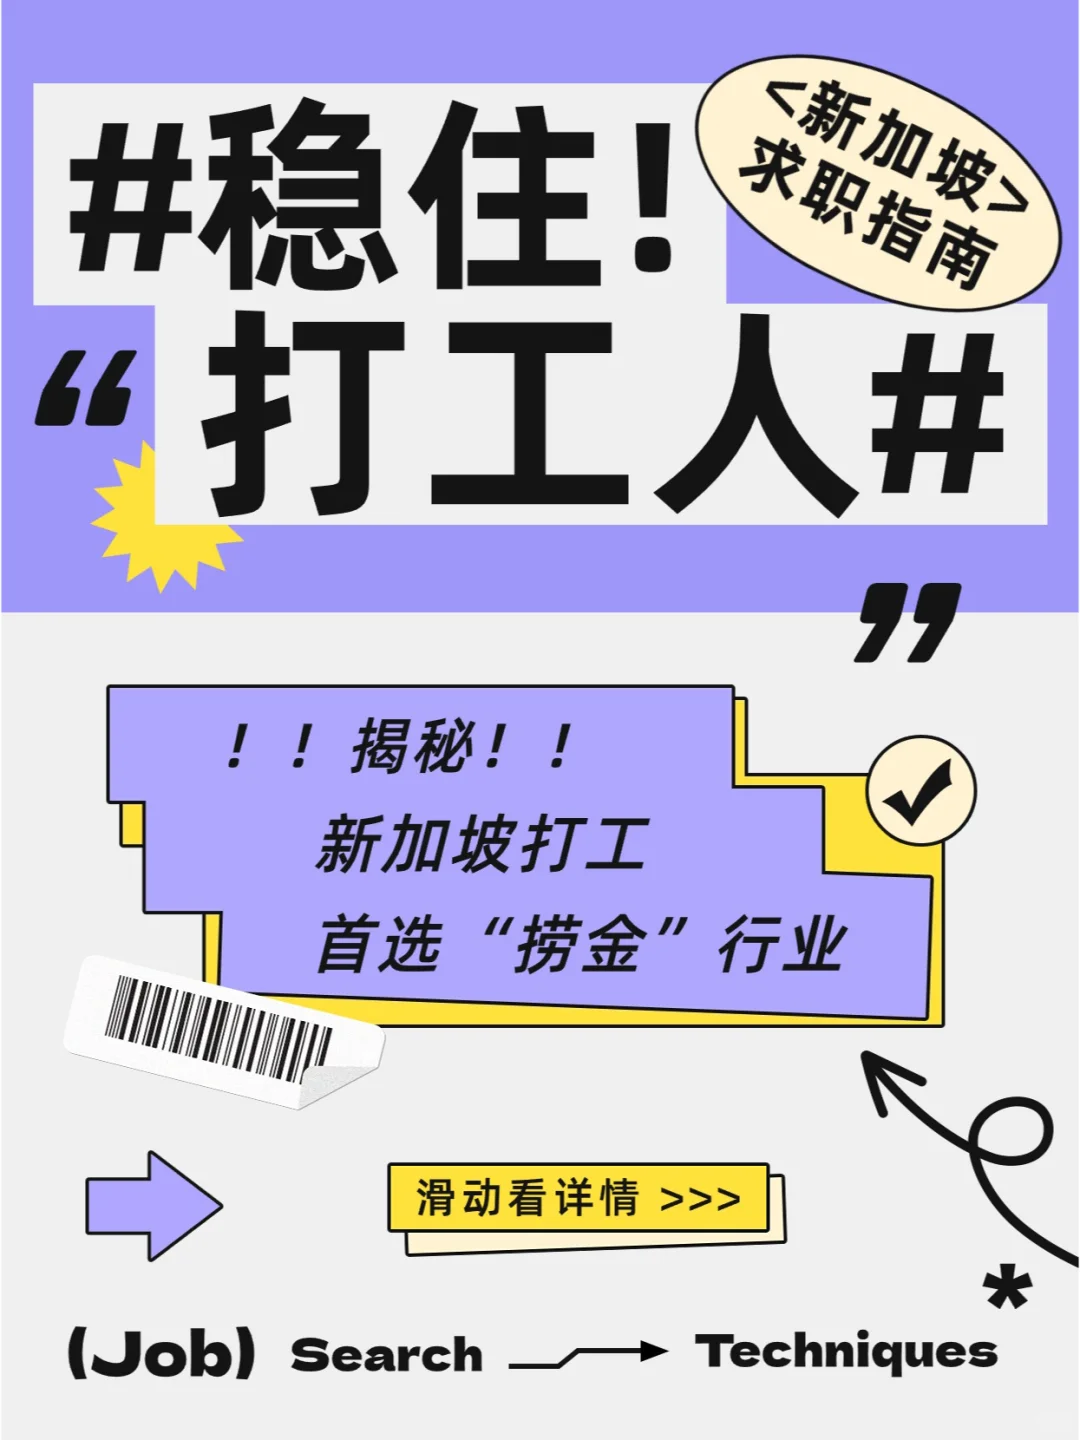 #稳住！
<新加坡>
求职指南
“打工人#
”
！！揭秘！！
新加坡打工
首选“捞金”行业
滑动看详情 >>>
*
(Job) Search Techniques